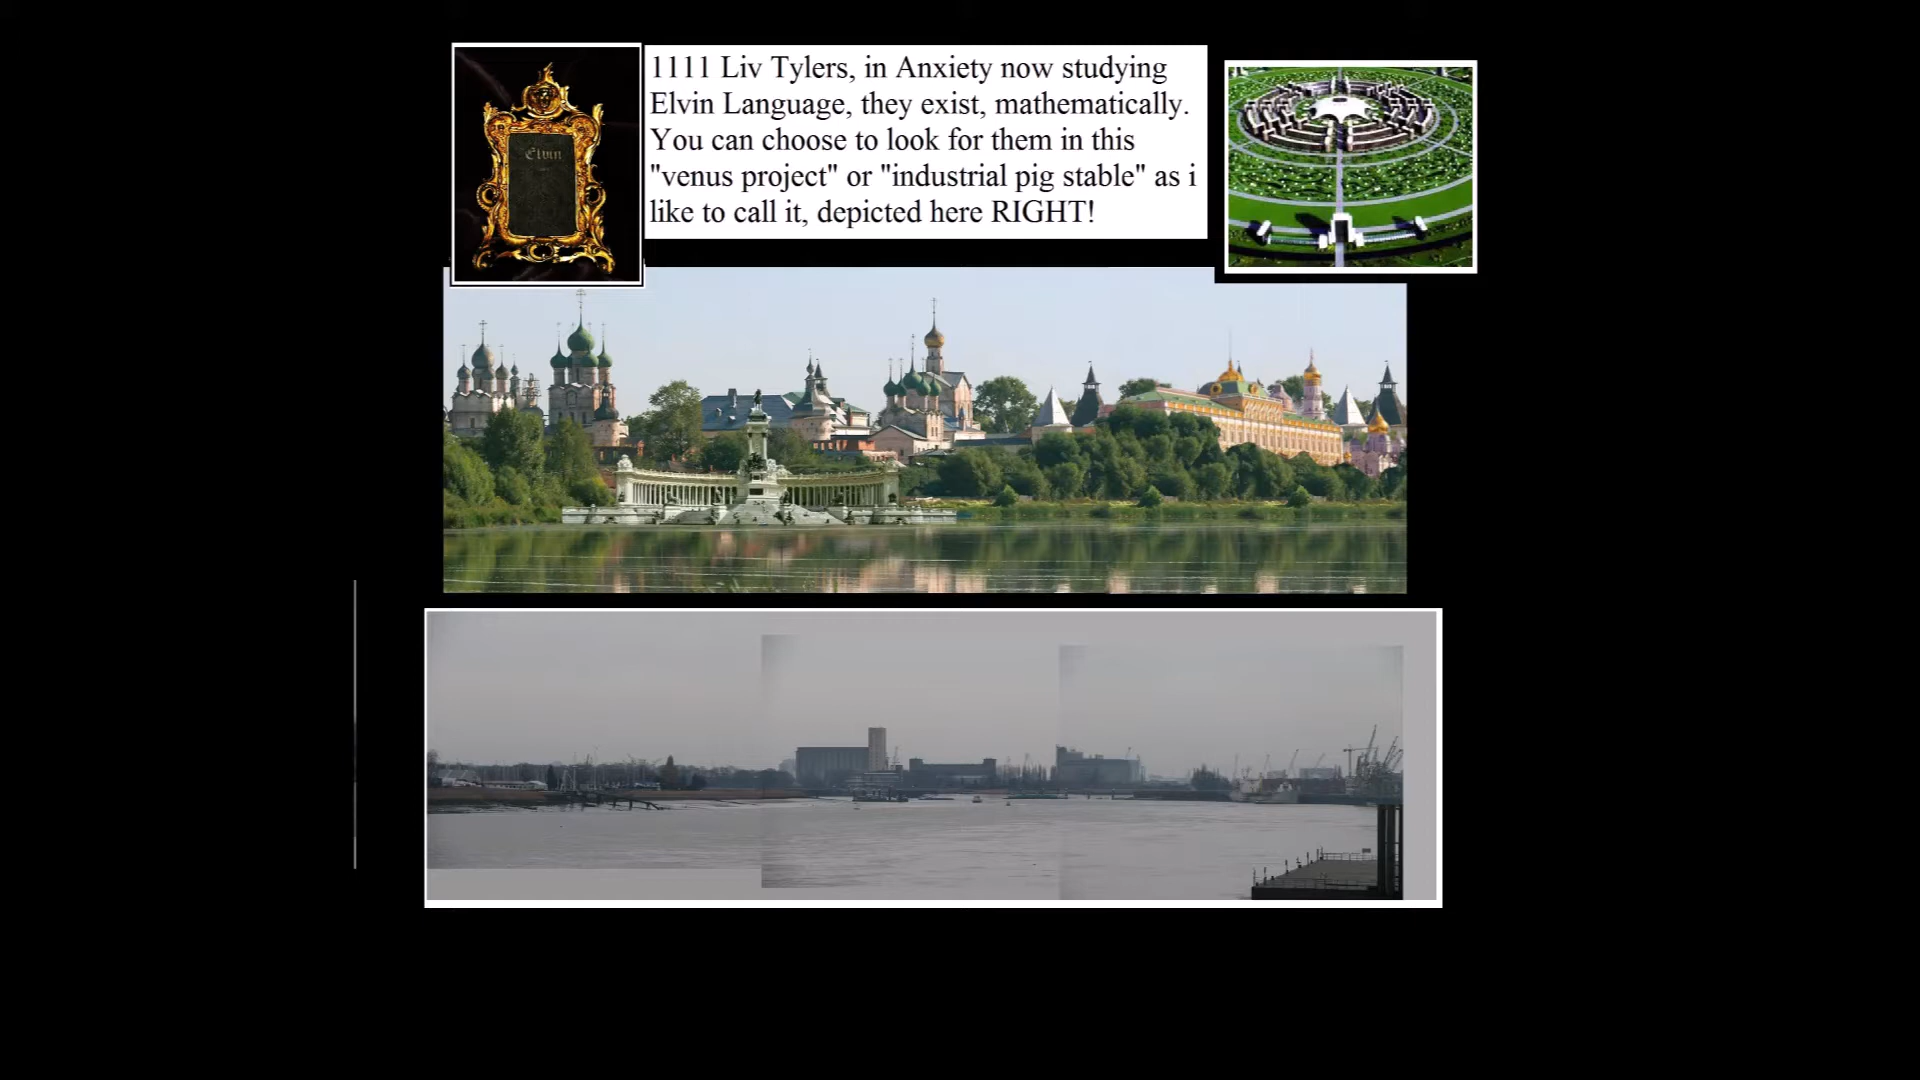 Elvin
1111 Liv Tylers, in Anxiety now studying
Elvin Language, they exist, mathematically.
You can choose to look for them in this
"venus project" or "industrial pig stable" as i
like to call it, depicted here RIGHT!